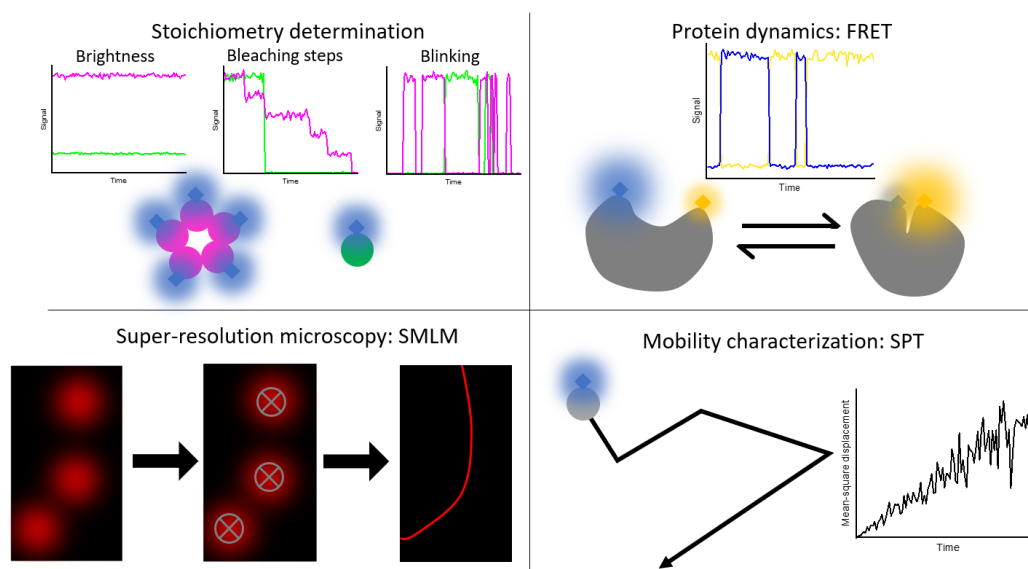 Stoichiometry determination
Brightness
Bleaching steps
Blinking
Signal
Time
Signal
Time
Signal
Time
Protein dynamics: FRET
Signal
Time
Super-resolution microscopy: SMLM
Mobility characterization: SPT
Mean-square displacement
Time